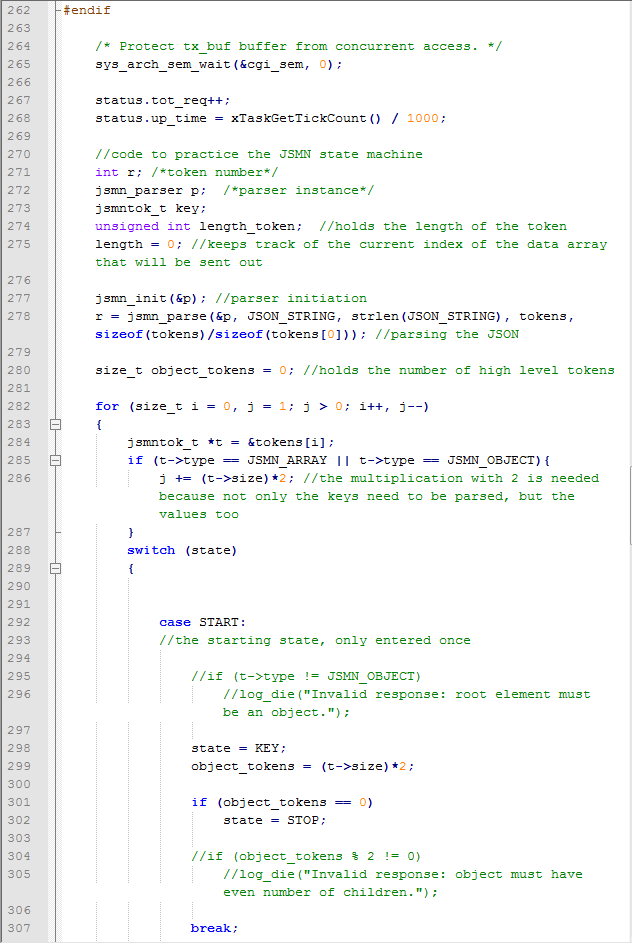 262 #endif
263
264 /* Protect tx_buf buffer from concurrent access. */
265 sys_arch_sem_wait(&cgi_sem, 0);
266
267 status.tot_req++;
268 status.up_time = xTaskGetTickCount() / 1000;
269
270 //code to practice the JSMN state machine
271 int r; /*token number*/
272 jsmn_parser p;  /*parser instance*/
273 jsmntok_t key;
274 unsigned int length_token;  //holds the length of the token
275 length = 0; //keeps track of the current index of the data array
that will be sent out
276
277 jsmn_init(&p); //parser initiation
278 r = jsmn_parse(&p, JSON_STRING, strlen(JSON_STRING), tokens,
sizeof(tokens)/sizeof(tokens[0])); //parsing the JSON
279
280 size_t object_tokens = 0; //holds the number of high level tokens
281
282 for (size_t i = 0, j = 1; j > 0; i++, j--)
283 {
284 jsmntok_t *t = &tokens[i];
285 if (t->type == JSMN_ARRAY || t->type == JSMN_OBJECT){
286 j += (t->size)*2; //the multiplication with 2 is needed
because not only the keys need to be parsed, but the
values too
287 }
288 switch (state)
289 {
290
291
292 case START:
293 //the starting state, only entered once
294
295 //if (t->type != JSMN_OBJECT)
296 //log_die("Invalid response: root element must
be an object.");
297
298 state = KEY;
299 object_tokens = (t->size)*2;
300
301 if (object_tokens == 0)
302 state = STOP;
303
304 //if (object_tokens % 2 != 0)
305 //log_die("Invalid response: object must have
even number of children.");
306
307 break;